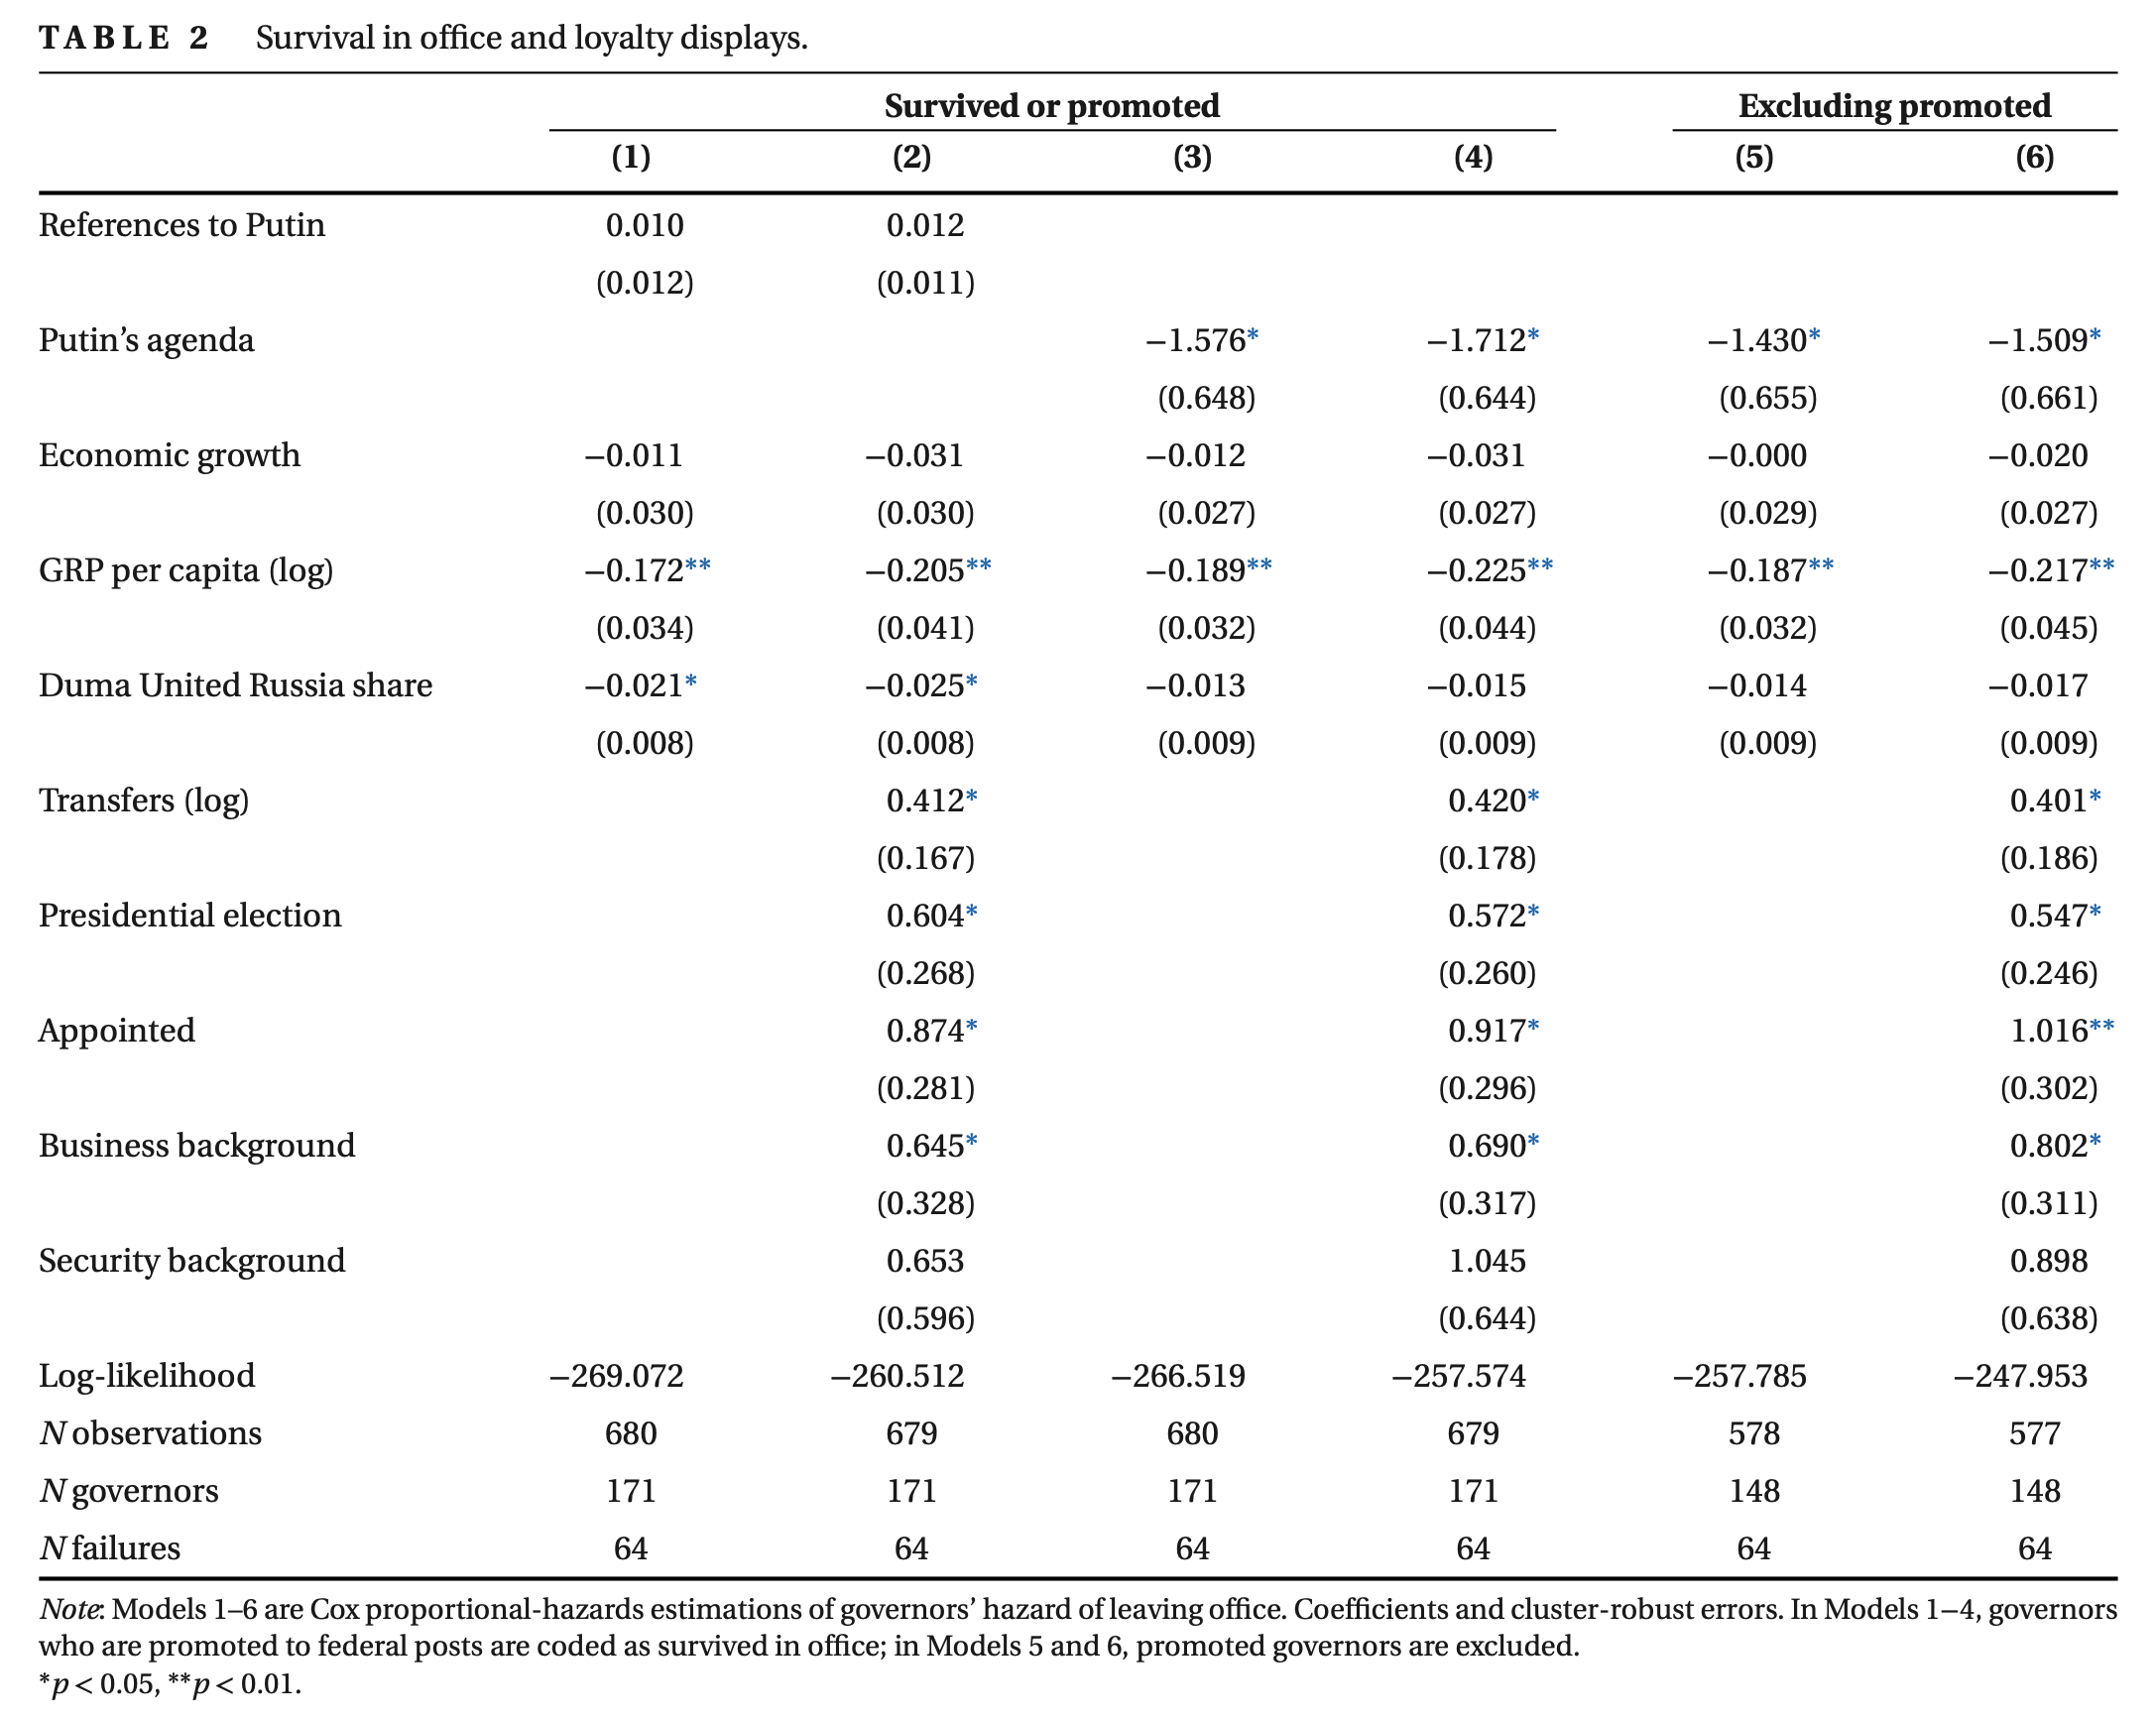 TABLE 2 Survival in office and loyalty displays.
Survived or promoted Excluding promoted
(1) (2) (3) (4) (5) (6)
References to Putin 0.010 0.012
(0.012) (0.011)
Putin’s agenda −1.576* −1.712* −1.430* −1.509*
(0.648) (0.644) (0.655) (0.661)
Economic growth −0.011 −0.031 −0.012 −0.031 −0.000 −0.020
(0.030) (0.030) (0.027) (0.027) (0.029) (0.027)
GRP per capita (log) −0.172** −0.205** −0.189** −0.225** −0.187** −0.217**
(0.034) (0.041) (0.032) (0.044) (0.032) (0.045)
Duma United Russia share −0.021* −0.025* −0.013 −0.015 −0.014 −0.017
(0.008) (0.008) (0.009) (0.009) (0.009) (0.009)
Transfers (log) 0.412* 0.420* 0.401*
(0.167) (0.178) (0.186)
Presidential election 0.604* 0.572* 0.547*
(0.268) (0.260) (0.246)
Appointed 0.874* 0.917* 1.016**
(0.281) (0.296) (0.302)
Business background 0.645* 0.690* 0.802*
(0.328) (0.317) (0.311)
Security background 0.653 1.045 0.898
(0.596) (0.644) (0.638)
Log-likelihood −269.072 −260.512 −266.519 −257.574 −257.785 −247.953
N observations 680 679 680 679 578 577
N governors 171 171 171 171 148 148
N failures 64 64 64 64 64 64
Note: Models 1–6 are Cox proportional-hazards estimations of governors’ hazard of leaving office. Coefficients and cluster-robust errors. In Models 1–4, governors
who are promoted to federal posts are coded as survived in office; in Models 5 and 6, promoted governors are excluded.
*p < 0.05, **p < 0.01.